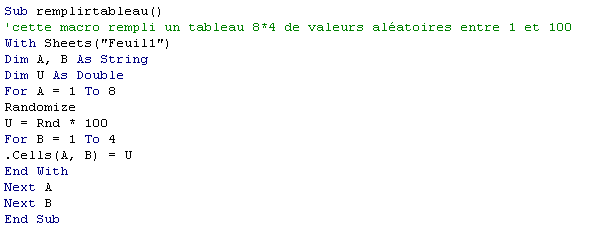 Sub remplirtableau()
'cette macro rempli un tableau 8*4 de valeurs aléatoires entre 1 et 100
With Sheets("Feuil1")
Dim A, B As String
Dim U As Double
For A = 1 To 8
Randomize
U = Rnd * 100
For B = 1 To 4
.Cells(A, B) = U
End With
Next A
Next B
End Sub